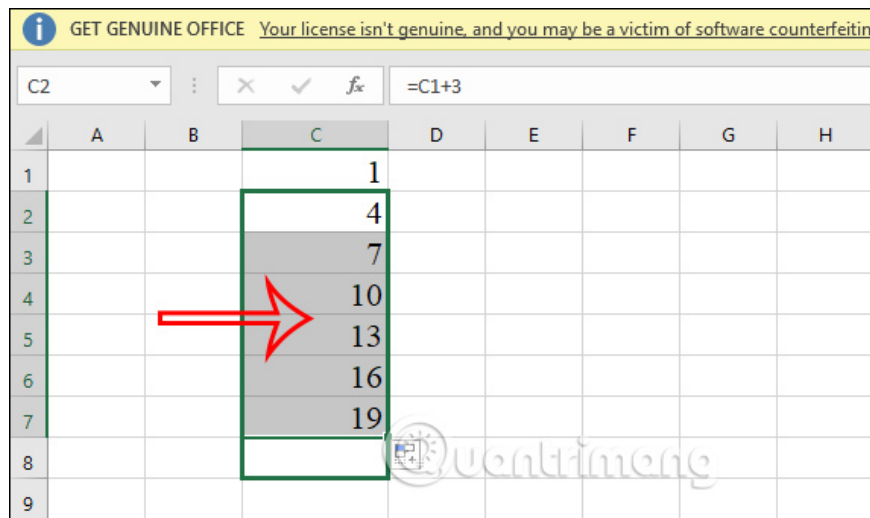 GET GENUINE OFFICE Your license isn't genuine, and you may be a victim of software
C2 fx =C1+3
A B C D E F G H
1 1
2 4
3 7
4 10
5 13
6 16
7 19
8
9
Quantrimang